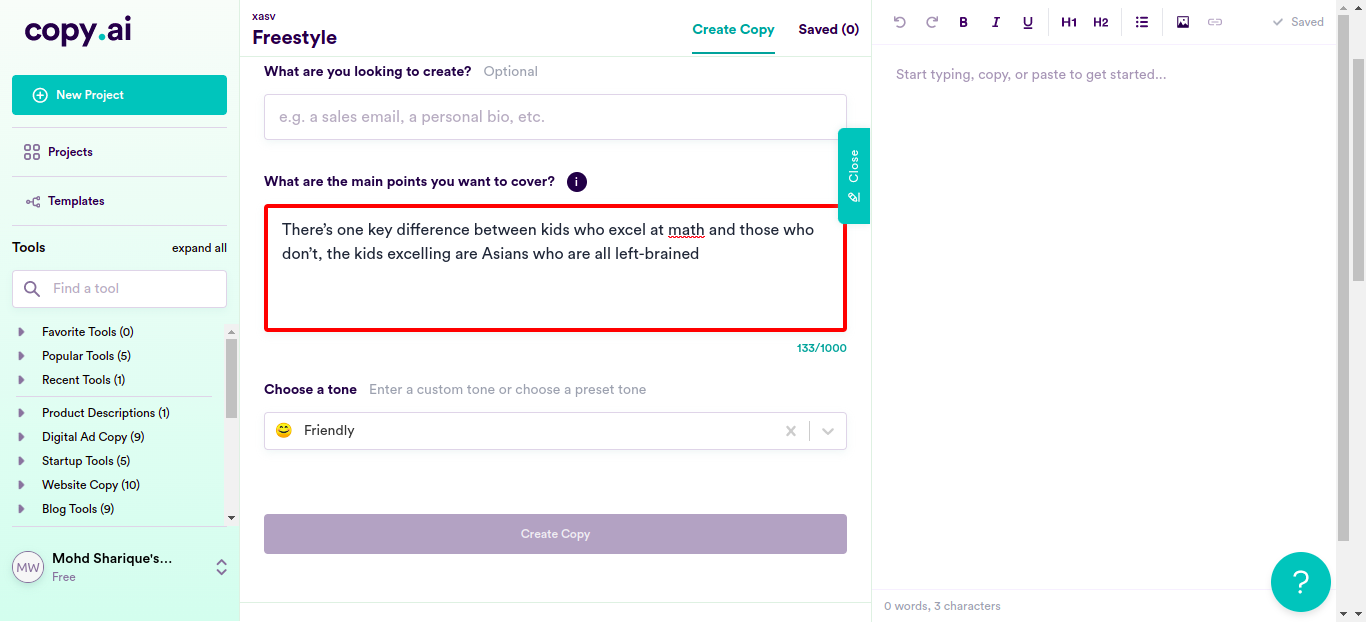 copy.ai
New Project
Projects
Templates
Tools expand all
Find a tool
Favorite Tools (0)
Popular Tools (5)
Recent Tools (1)
Product Descriptions (1)
Digital Ad Copy (9)
Startup Tools (5)
Website Copy (10)
Blog Tools (9)
MW Mohd Sharique's...
Free
xasv
Freestyle
Create Copy Saved (0)
What are you looking to create? Optional
e.g. a sales email, a personal bio, etc.
Close
What are the main points you want to cover? i
There’s one key difference between kids who excel at math and those who
don’t, the kids excelling are Asians who are all left-brained
133/1000
Choose a tone Enter a custom tone or choose a preset tone
Friendly
Create Copy
B I U H1 H2 Saved
Start typing, copy, or paste to get started...
?
0 words, 3 characters